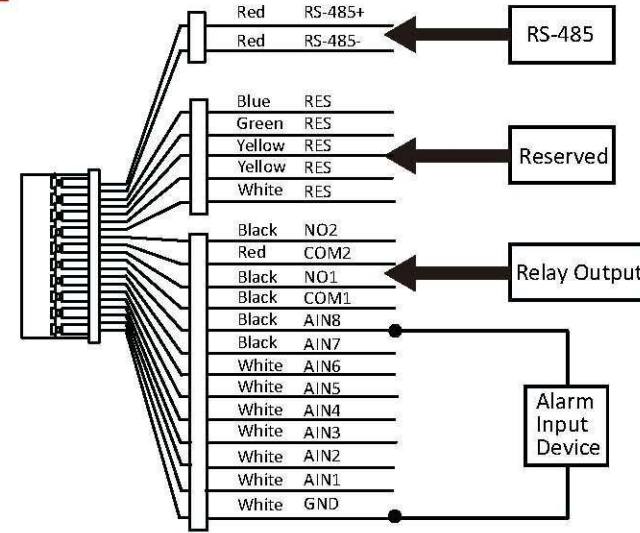 Red RS-485+
Red RS-485-
RS-485
Blue RES
Green RES
Yellow RES
Yellow RES
White RES
Reserved
Black NO2
Red COM2
Black NO1
Black COM1
Relay Output
Black AIN8
Black AIN7
White AIN6
White AIN5
White AIN4
White AIN3
White AIN2
White AIN1
White GND
Alarm
Input
Device